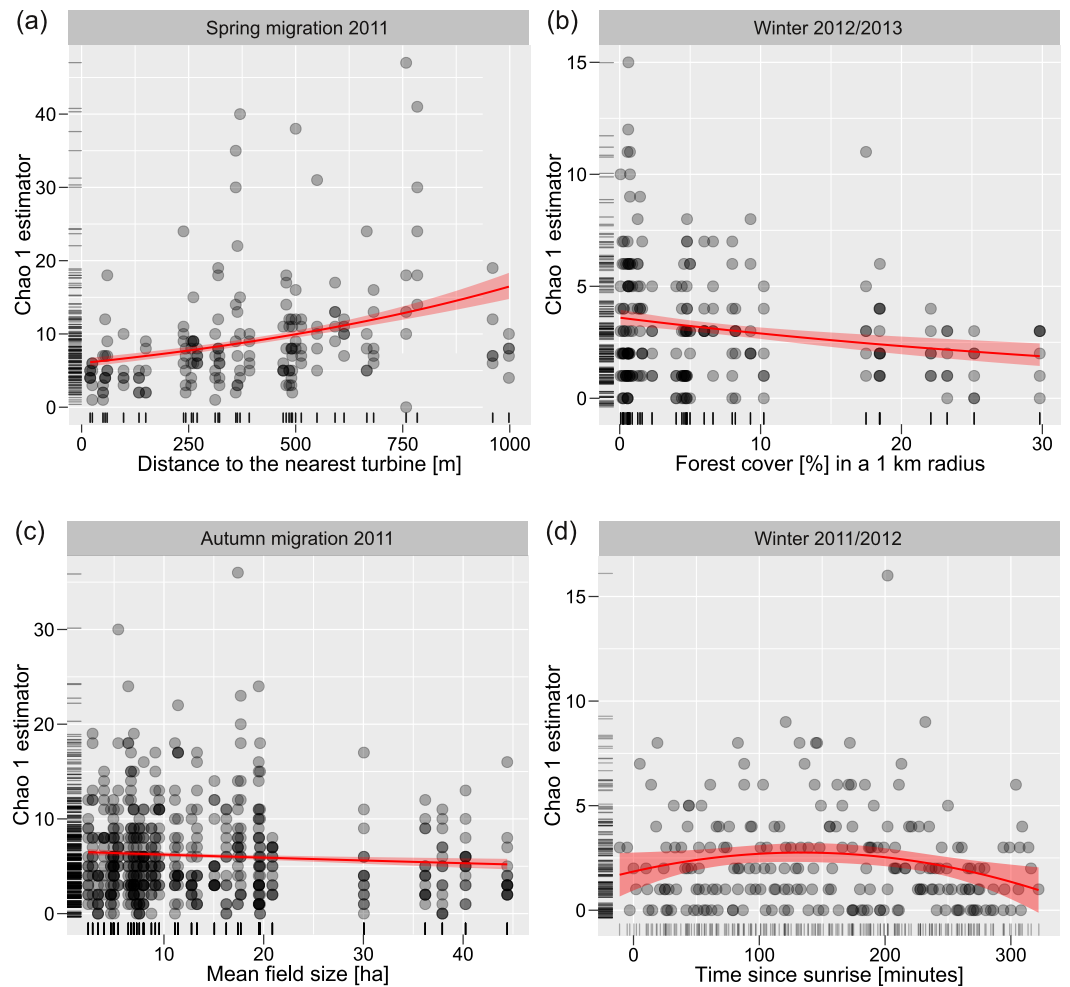 (a)
Spring migration 2011
Chao 1 estimator
40
30
20
10
0
0
250
500
750
1000
Distance to the nearest turbine [m]
(b)
Winter 2012/2013
Chao 1 estimator
15
10
5
0
0
10
20
30
Forest cover [%] in a 1 km radius
(c)
Autumn migration 2011
Chao 1 estimator
30
20
10
0
10
20
30
40
Mean field size [ha]
(d)
Winter 2011/2012
Chao 1 estimator
15
10
5
0
0
100
200
300
Time since sunrise [minutes]